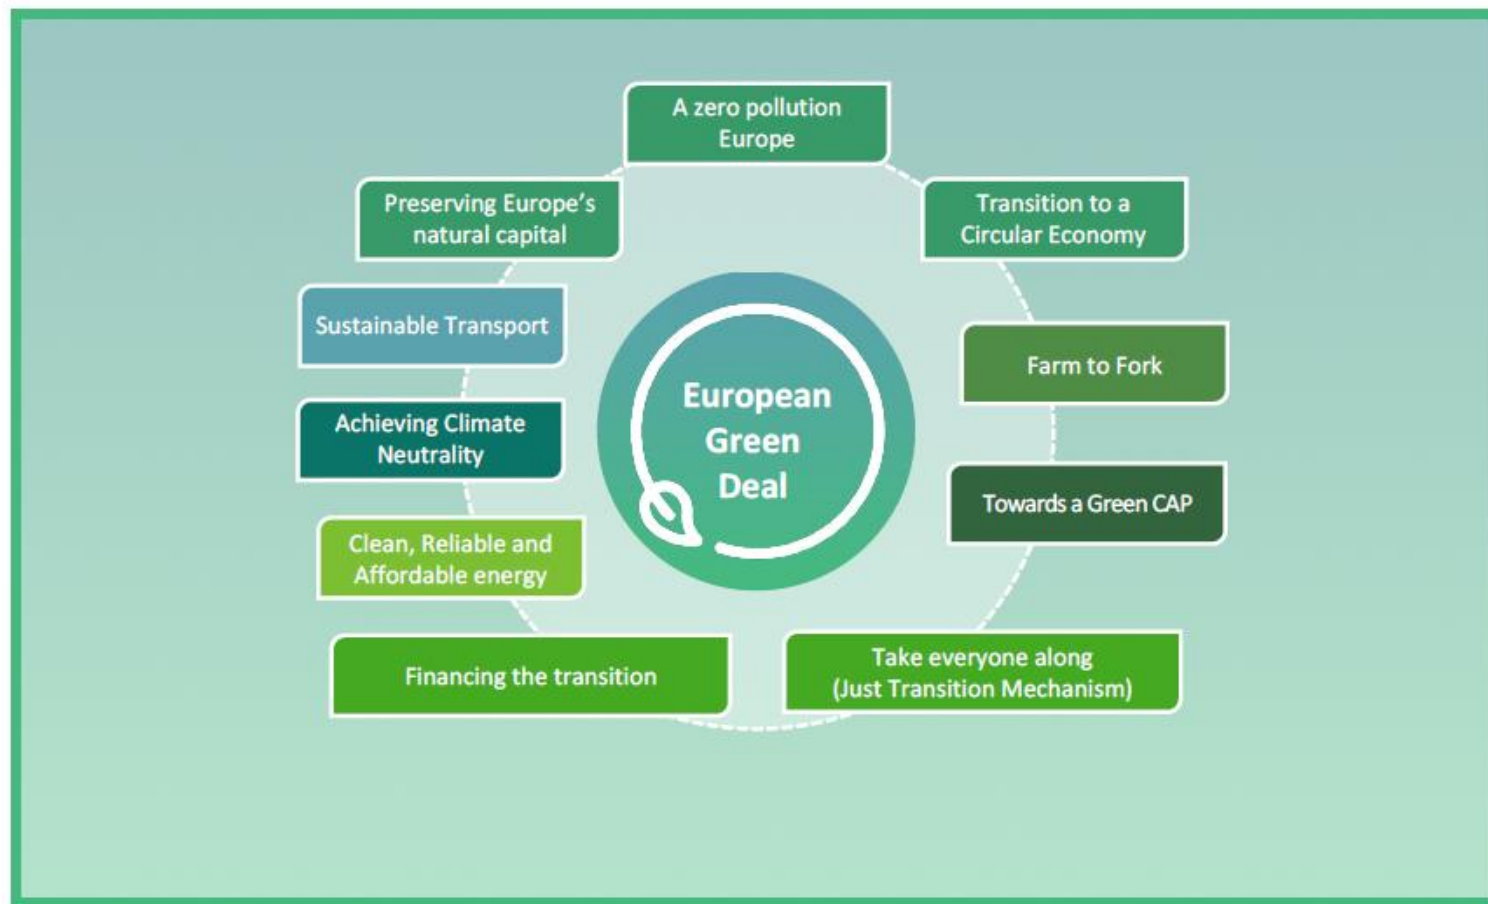 A zero pollution
Europe
Preserving Europe's
natural capital
Transition to a
Circular Economy
Sustainable Transport
Farm to Fork
European
Green
Deal
Achieving Climate
Neutrality
Towards a Green CAP
Clean, Reliable and
Affordable energy
Financing the transition
Take everyone along
(Just Transition Mechanism)